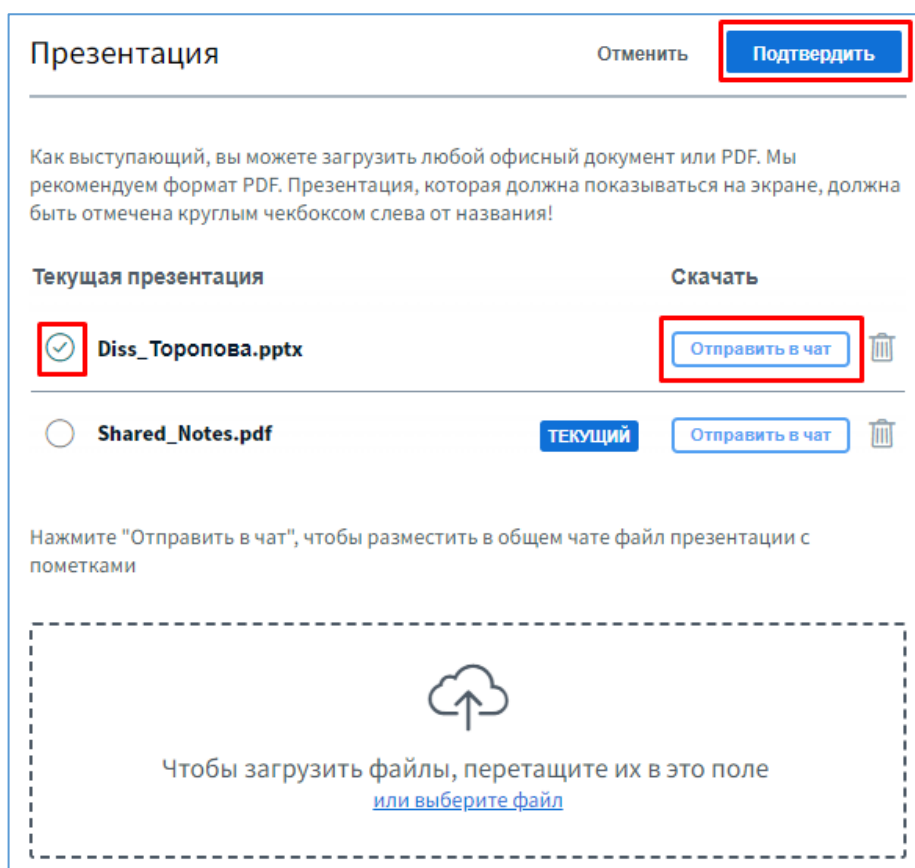 Презентация
Отменить
Подтвердить
Как выступающий, вы можете загрузить любой офисный документ или PDF. Мы
рекомендуем формат PDF. Презентация, которая должна показываться на экране, должна
быть отмечена круглым чекбоксом слева от названия!
Текущая презентация
Скачать
Diss_Торопова.pptx
Отправить в чат
Shared_Notes.pdf
ТЕКУЩИЙ
Отправить в чат
Нажмите "Отправить в чат", чтобы разместить в общем чате файл презентации с
пометками
Чтобы загрузить файлы, перетащите их в это поле
или выберите файл